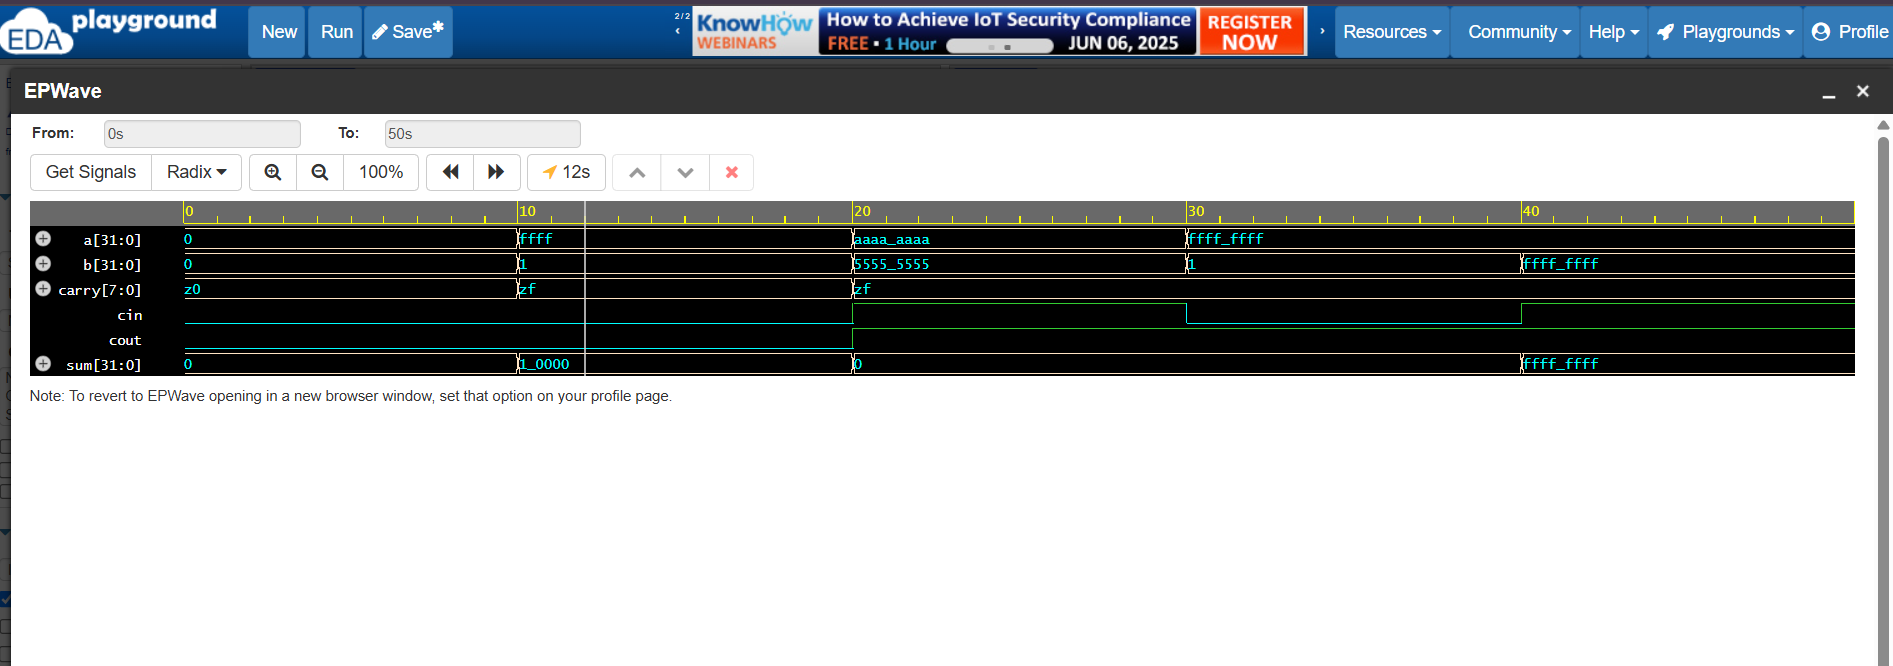 EDA playground
New
Run
Save*
2/2
KnowHow
WEBINARS
How to Achieve IoT Security Compliance
FREE • 1 Hour
JUN 06, 2025
REGISTER
NOW
Resources
Community
Help
Playgrounds
Profile
EPWave
From:
0s
To:
50s
Get Signals
Radix
100%
12s
0
10
20
30
40
a[31:0]
0
ffff
aaaa_aaaa
ffff_ffff
b[31:0]
0
1
5555_5555
1
ffff_ffff
carry[7:0]
z0
zf
zf
cin
cout
sum[31:0]
0
1_0000
0
ffff_ffff
Note: To revert to EPWave opening in a new browser window, set that option on your profile page.